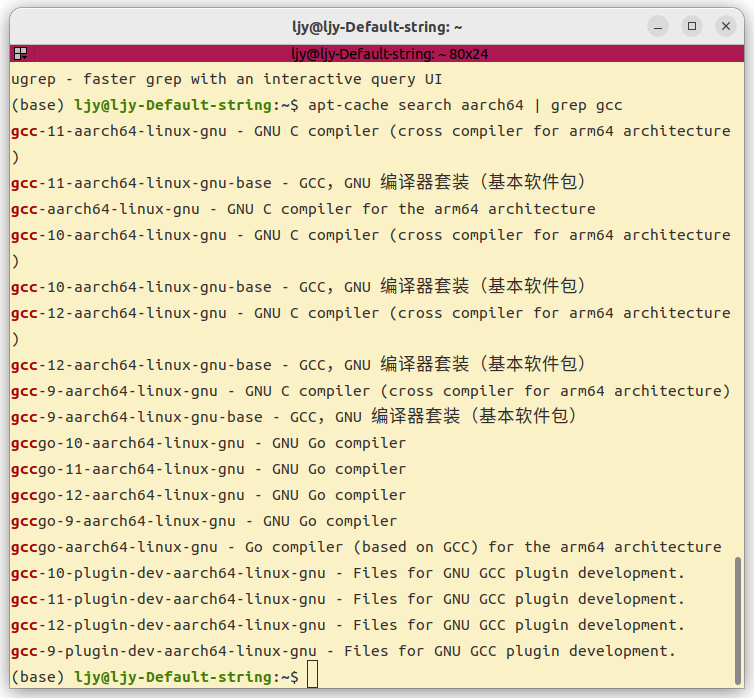 ljy@ljy-Default-string: ~
ljy@ljy-Default-string: ~ 80x24
ugrep - faster grep with an interactive query UI
(base) ljy@ljy-Default-string:~$ apt-cache search aarch64 | grep gcc
gcc-11-aarch64-linux-gnu - GNU C compiler (cross compiler for arm64 architecture
)
gcc-11-aarch64-linux-gnu-base - GCC，GNU 编译器套装（基本软件包）
gcc-aarch64-linux-gnu - GNU C compiler for the arm64 architecture
gcc-10-aarch64-linux-gnu - GNU C compiler (cross compiler for arm64 architecture
)
gcc-10-aarch64-linux-gnu-base - GCC，GNU 编译器套装（基本软件包）
gcc-12-aarch64-linux-gnu - GNU C compiler (cross compiler for arm64 architecture
)
gcc-12-aarch64-linux-gnu-base - GCC，GNU 编译器套装（基本软件包）
gcc-9-aarch64-linux-gnu - GNU C compiler (cross compiler for arm64 architecture)
gcc-9-aarch64-linux-gnu-base - GCC，GNU 编译器套装（基本软件包）
gccgo-10-aarch64-linux-gnu - GNU Go compiler
gccgo-11-aarch64-linux-gnu - GNU Go compiler
gccgo-12-aarch64-linux-gnu - GNU Go compiler
gccgo-9-aarch64-linux-gnu - GNU Go compiler
gccgo-aarch64-linux-gnu - Go compiler (based on GCC) for the arm64 architecture
gcc-10-plugin-dev-aarch64-linux-gnu - Files for GNU GCC plugin development.
gcc-11-plugin-dev-aarch64-linux-gnu - Files for GNU GCC plugin development.
gcc-12-plugin-dev-aarch64-linux-gnu - Files for GNU GCC plugin development.
gcc-9-plugin-dev-aarch64-linux-gnu - Files for GNU GCC plugin development.
(base) ljy@ljy-Default-string:~$